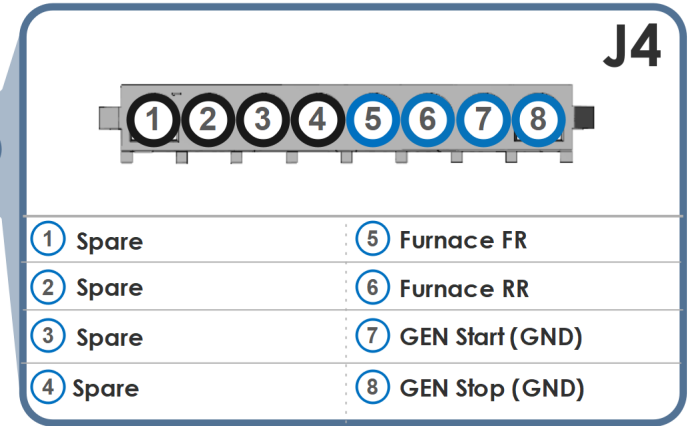 J4
1 2 3 4 5 6 7 8
1 Spare
2 Spare
3 Spare
4 Spare
5 Furnace FR
6 Furnace RR
7 GEN Start (GND)
8 GEN Stop (GND)